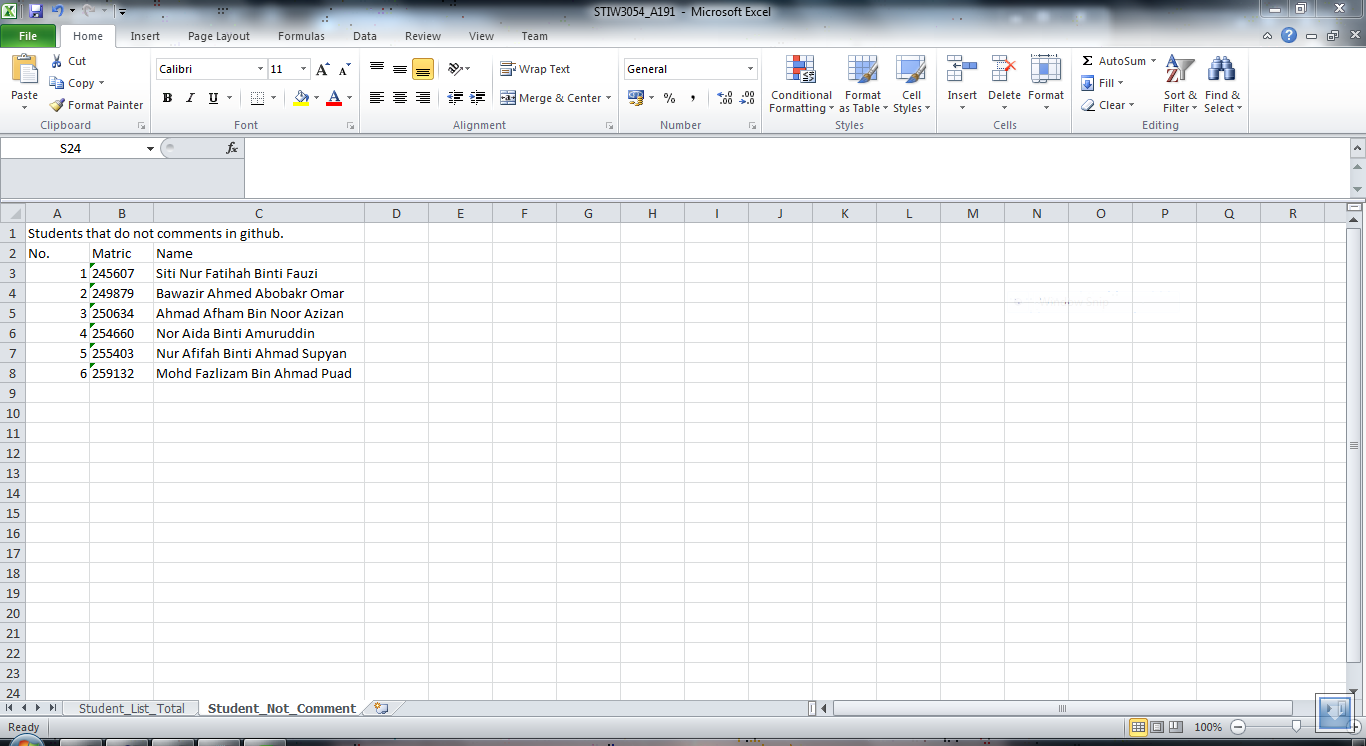 STIW3054_A191 - Microsoft Excel
File Home Insert Page Layout Formulas Data Review View Team
Paste
Cut
Copy
Format Painter
Clipboard
Calibri 11
B I U
Font
Wrap Text
Merge & Center
Alignment
General
% , .00
Number
Conditional Formatting
Format as Table
Cell Styles
Styles
Insert Delete Format
Cells
Σ AutoSum
Fill
Clear
Sort & Filter
Find & Select
Editing
S24 fx
A B C D E F G H I J K L M N O P Q R
1 Students that do not comments in github.
2 No. Matric Name
3 1 245607 Siti Nur Fatihah Binti Fauzi
4 2 249879 Bawazir Ahmed Abobakr Omar
5 3 250634 Ahmad Afham Bin Noor Azizan
6 4 254660 Nor Aida Binti Amuruddin
7 5 255403 Nur Afifah Binti Ahmad Supyan
8 6 259132 Mohd Fazlizam Bin Ahmad Puad
9
10
11
12
13
14
15
16
17
18
19
20
21
22
23
24
Student_List_Total Student_Not_Comment
Ready 100%